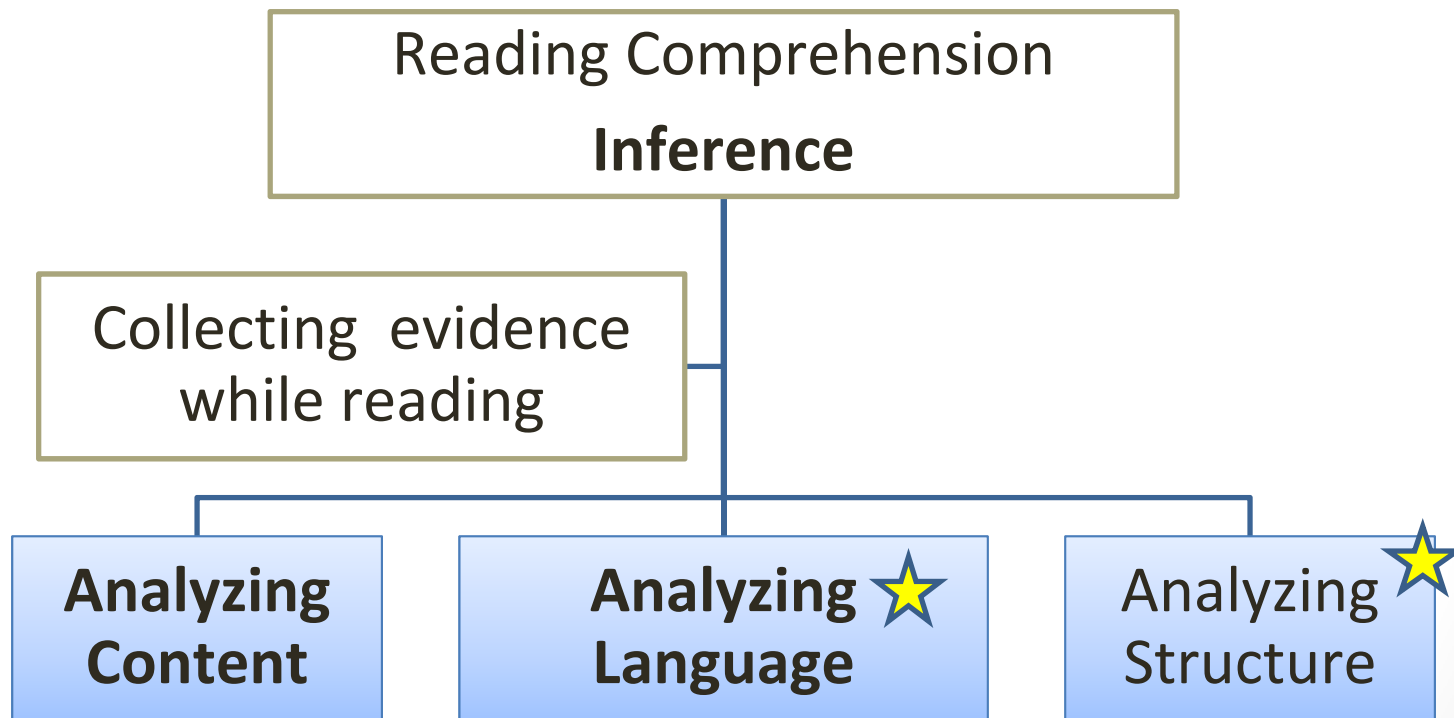 Reading Comprehension
Inference
Collecting evidence
while reading
Analyzing
Content
Analyzing
Language
Analyzing
Structure